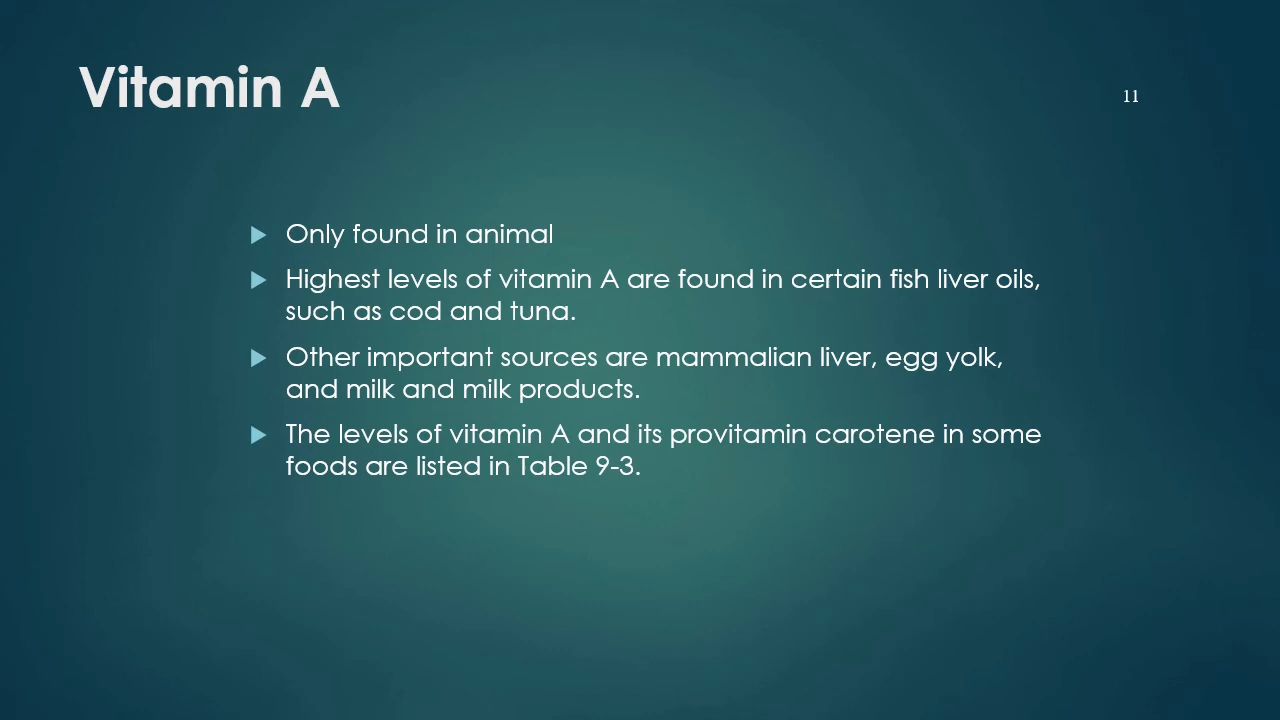 Vitamin A
11
Only found in animal
Highest levels of vitamin A are found in certain fish liver oils,
such as cod and tuna.
Other important sources are mammalian liver, egg yolk,
and milk and milk products.
The levels of vitamin A and its provitamin carotene in some
foods are listed in Table 9-3.